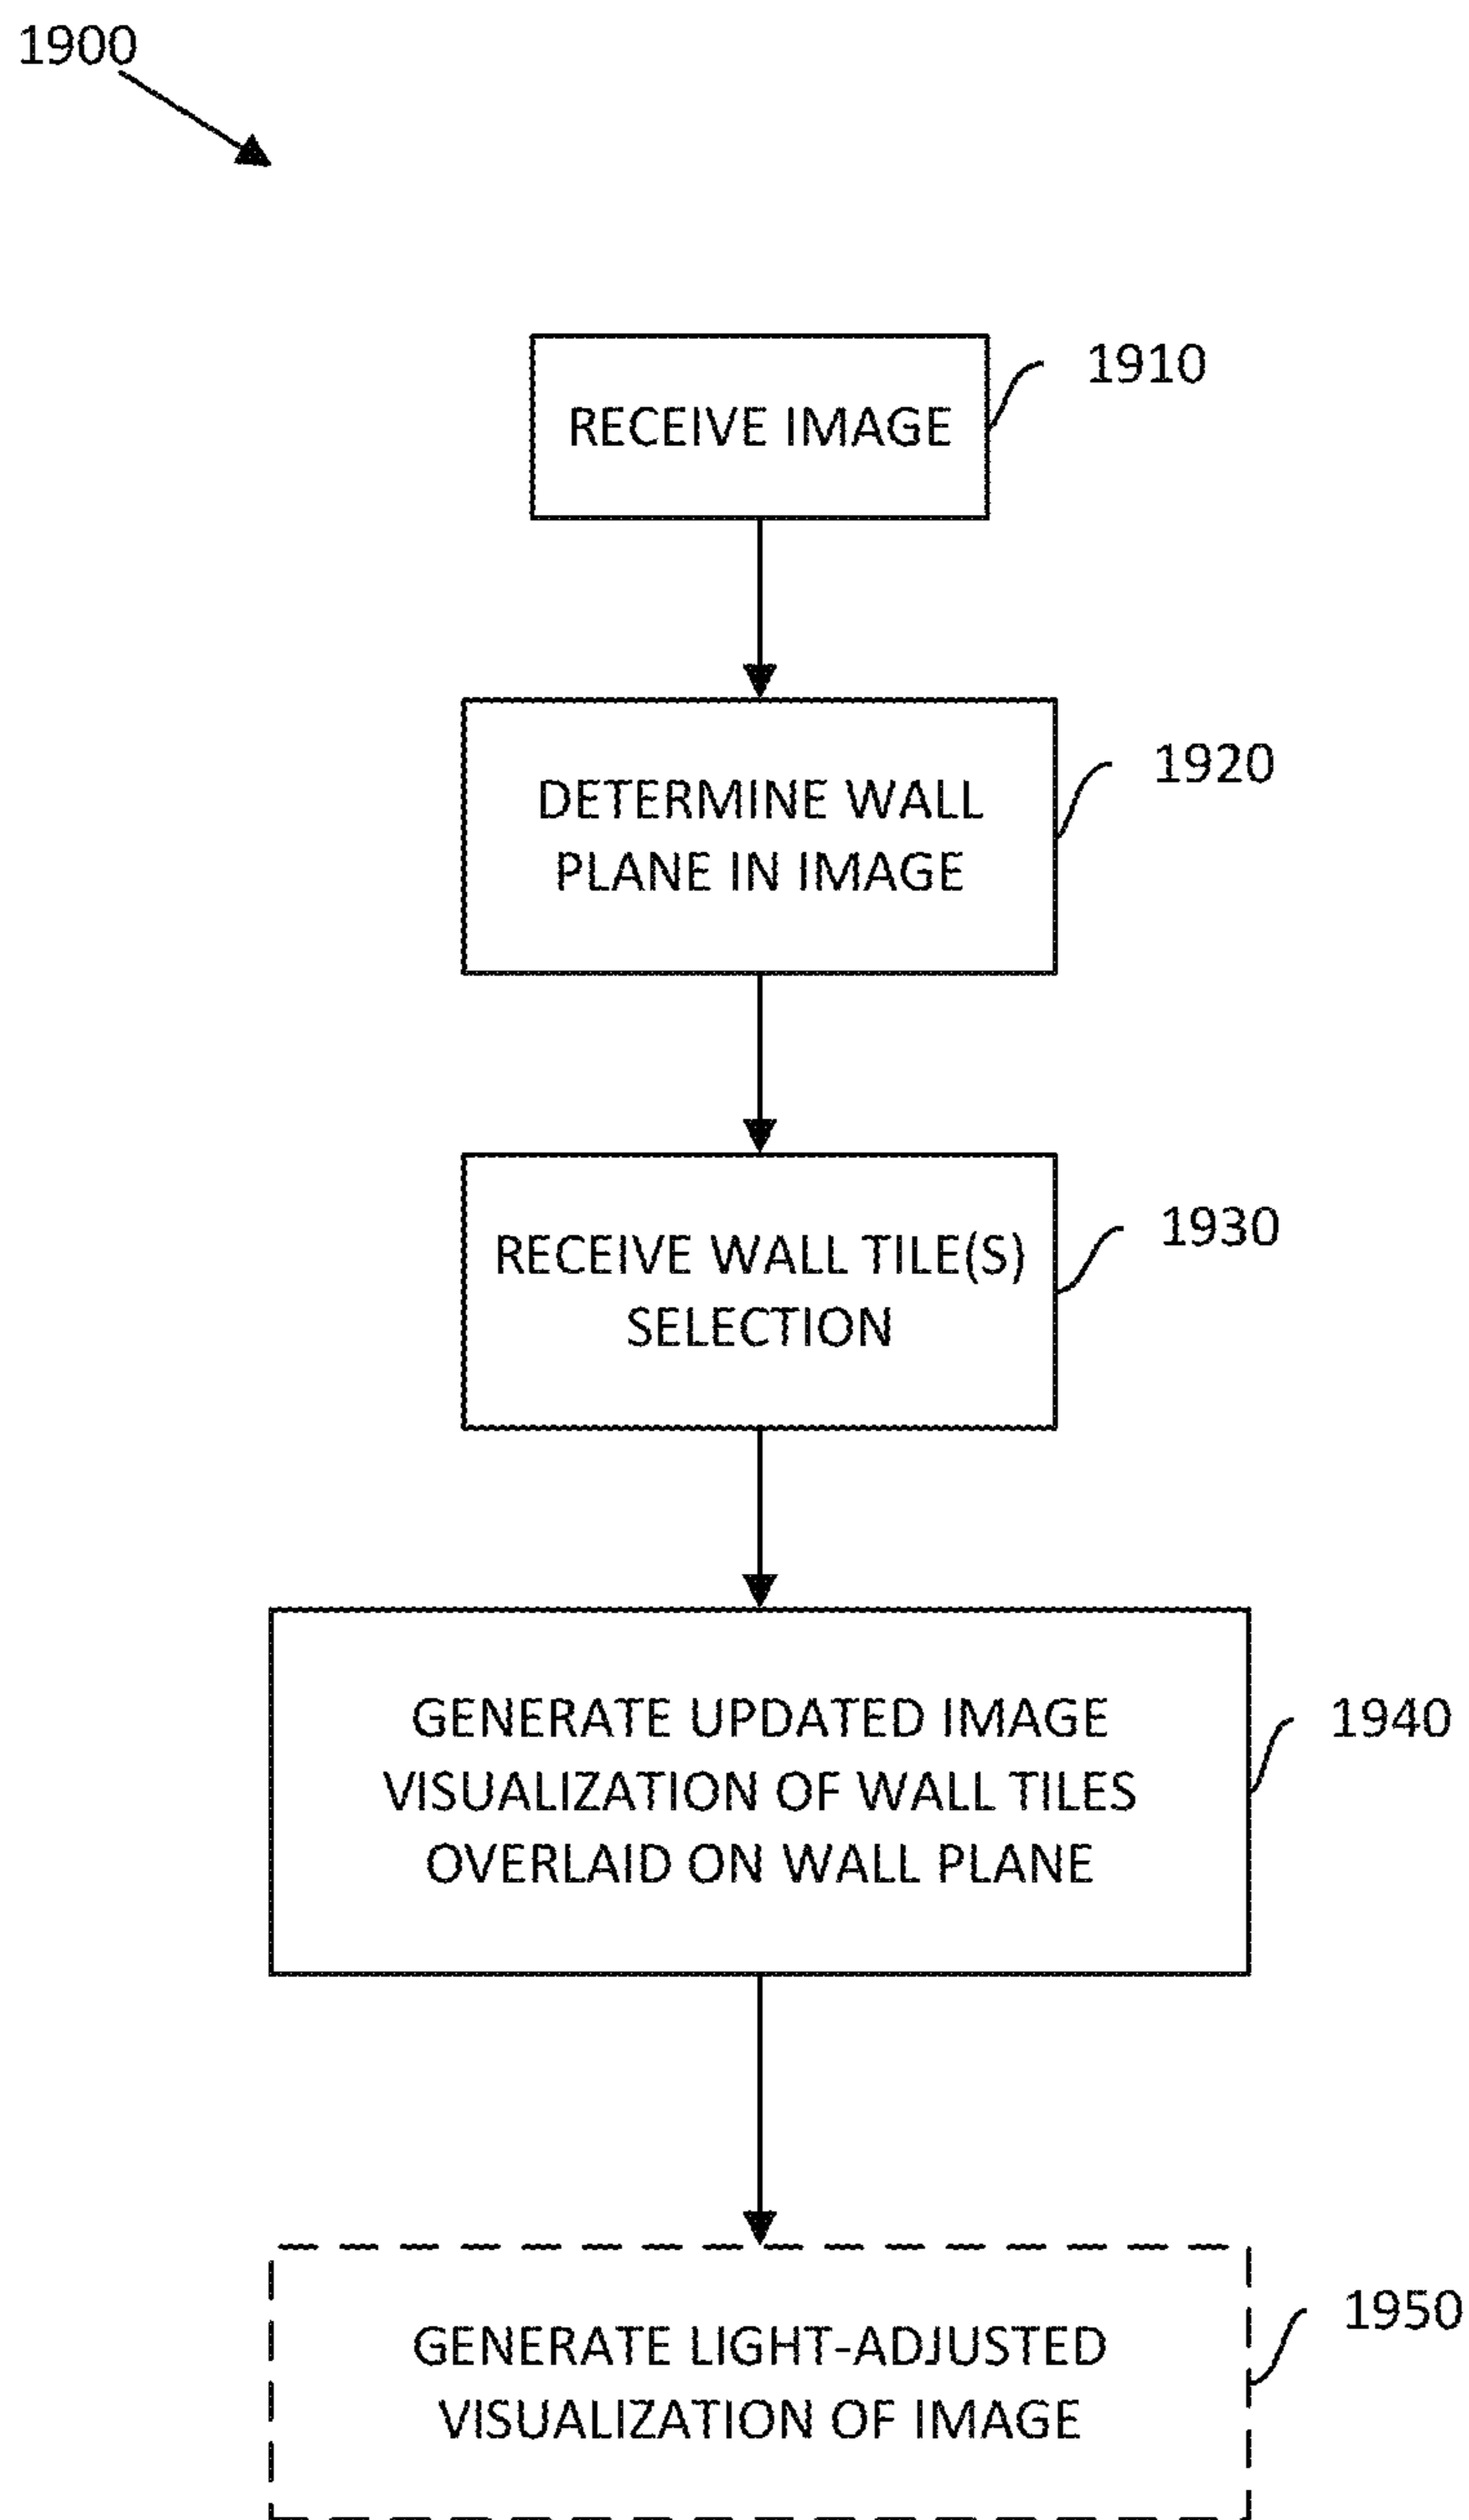 1900
RECEIVE IMAGE
1910
DETERMINE WALL
PLANE IN IMAGE
1920
RECEIVE WALL TILE(S)
SELECTION
1930
GENERATE UPDATED IMAGE
VISUALIZATION OF WALL TILES
OVERLAID ON WALL PLANE
1940
GENERATE LIGHT-ADJUSTED
VISUALIZATION OF IMAGE
1950